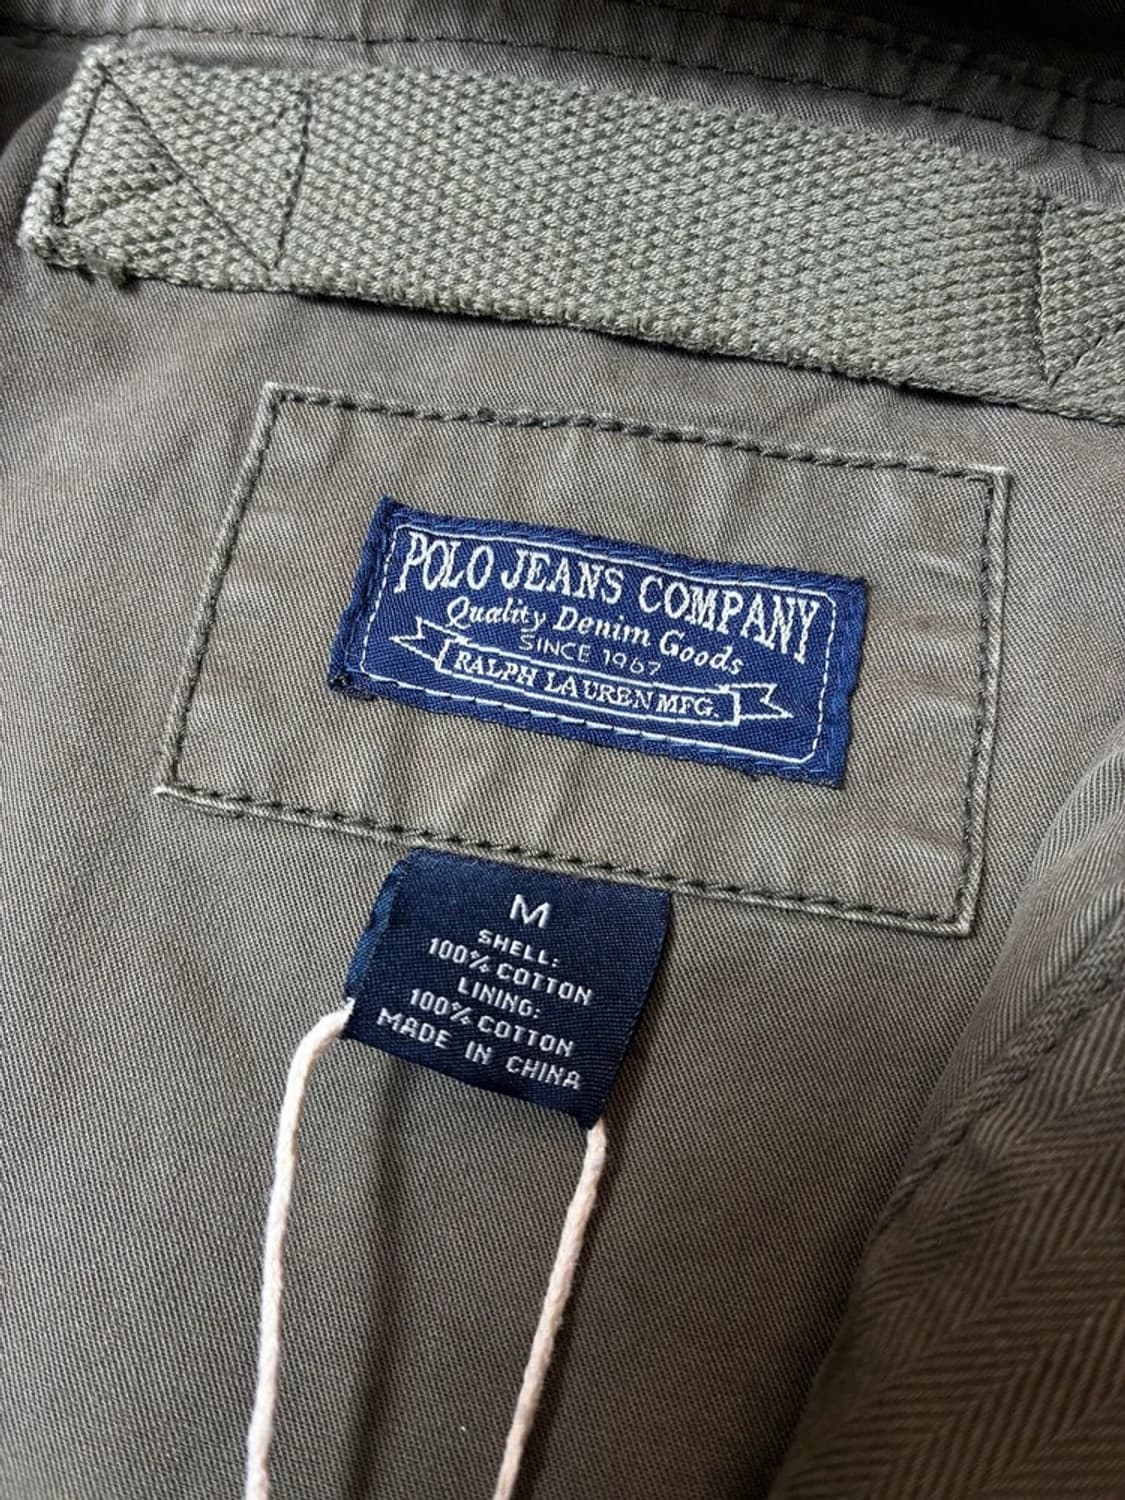 POLO JEANS COMPANY
Quality Denim Goods
SINCE 1967
RALPH LAUREN MFG.
M
SHELL:
100% COTTON
LINING:
100% COTTON
MADE IN CHINA